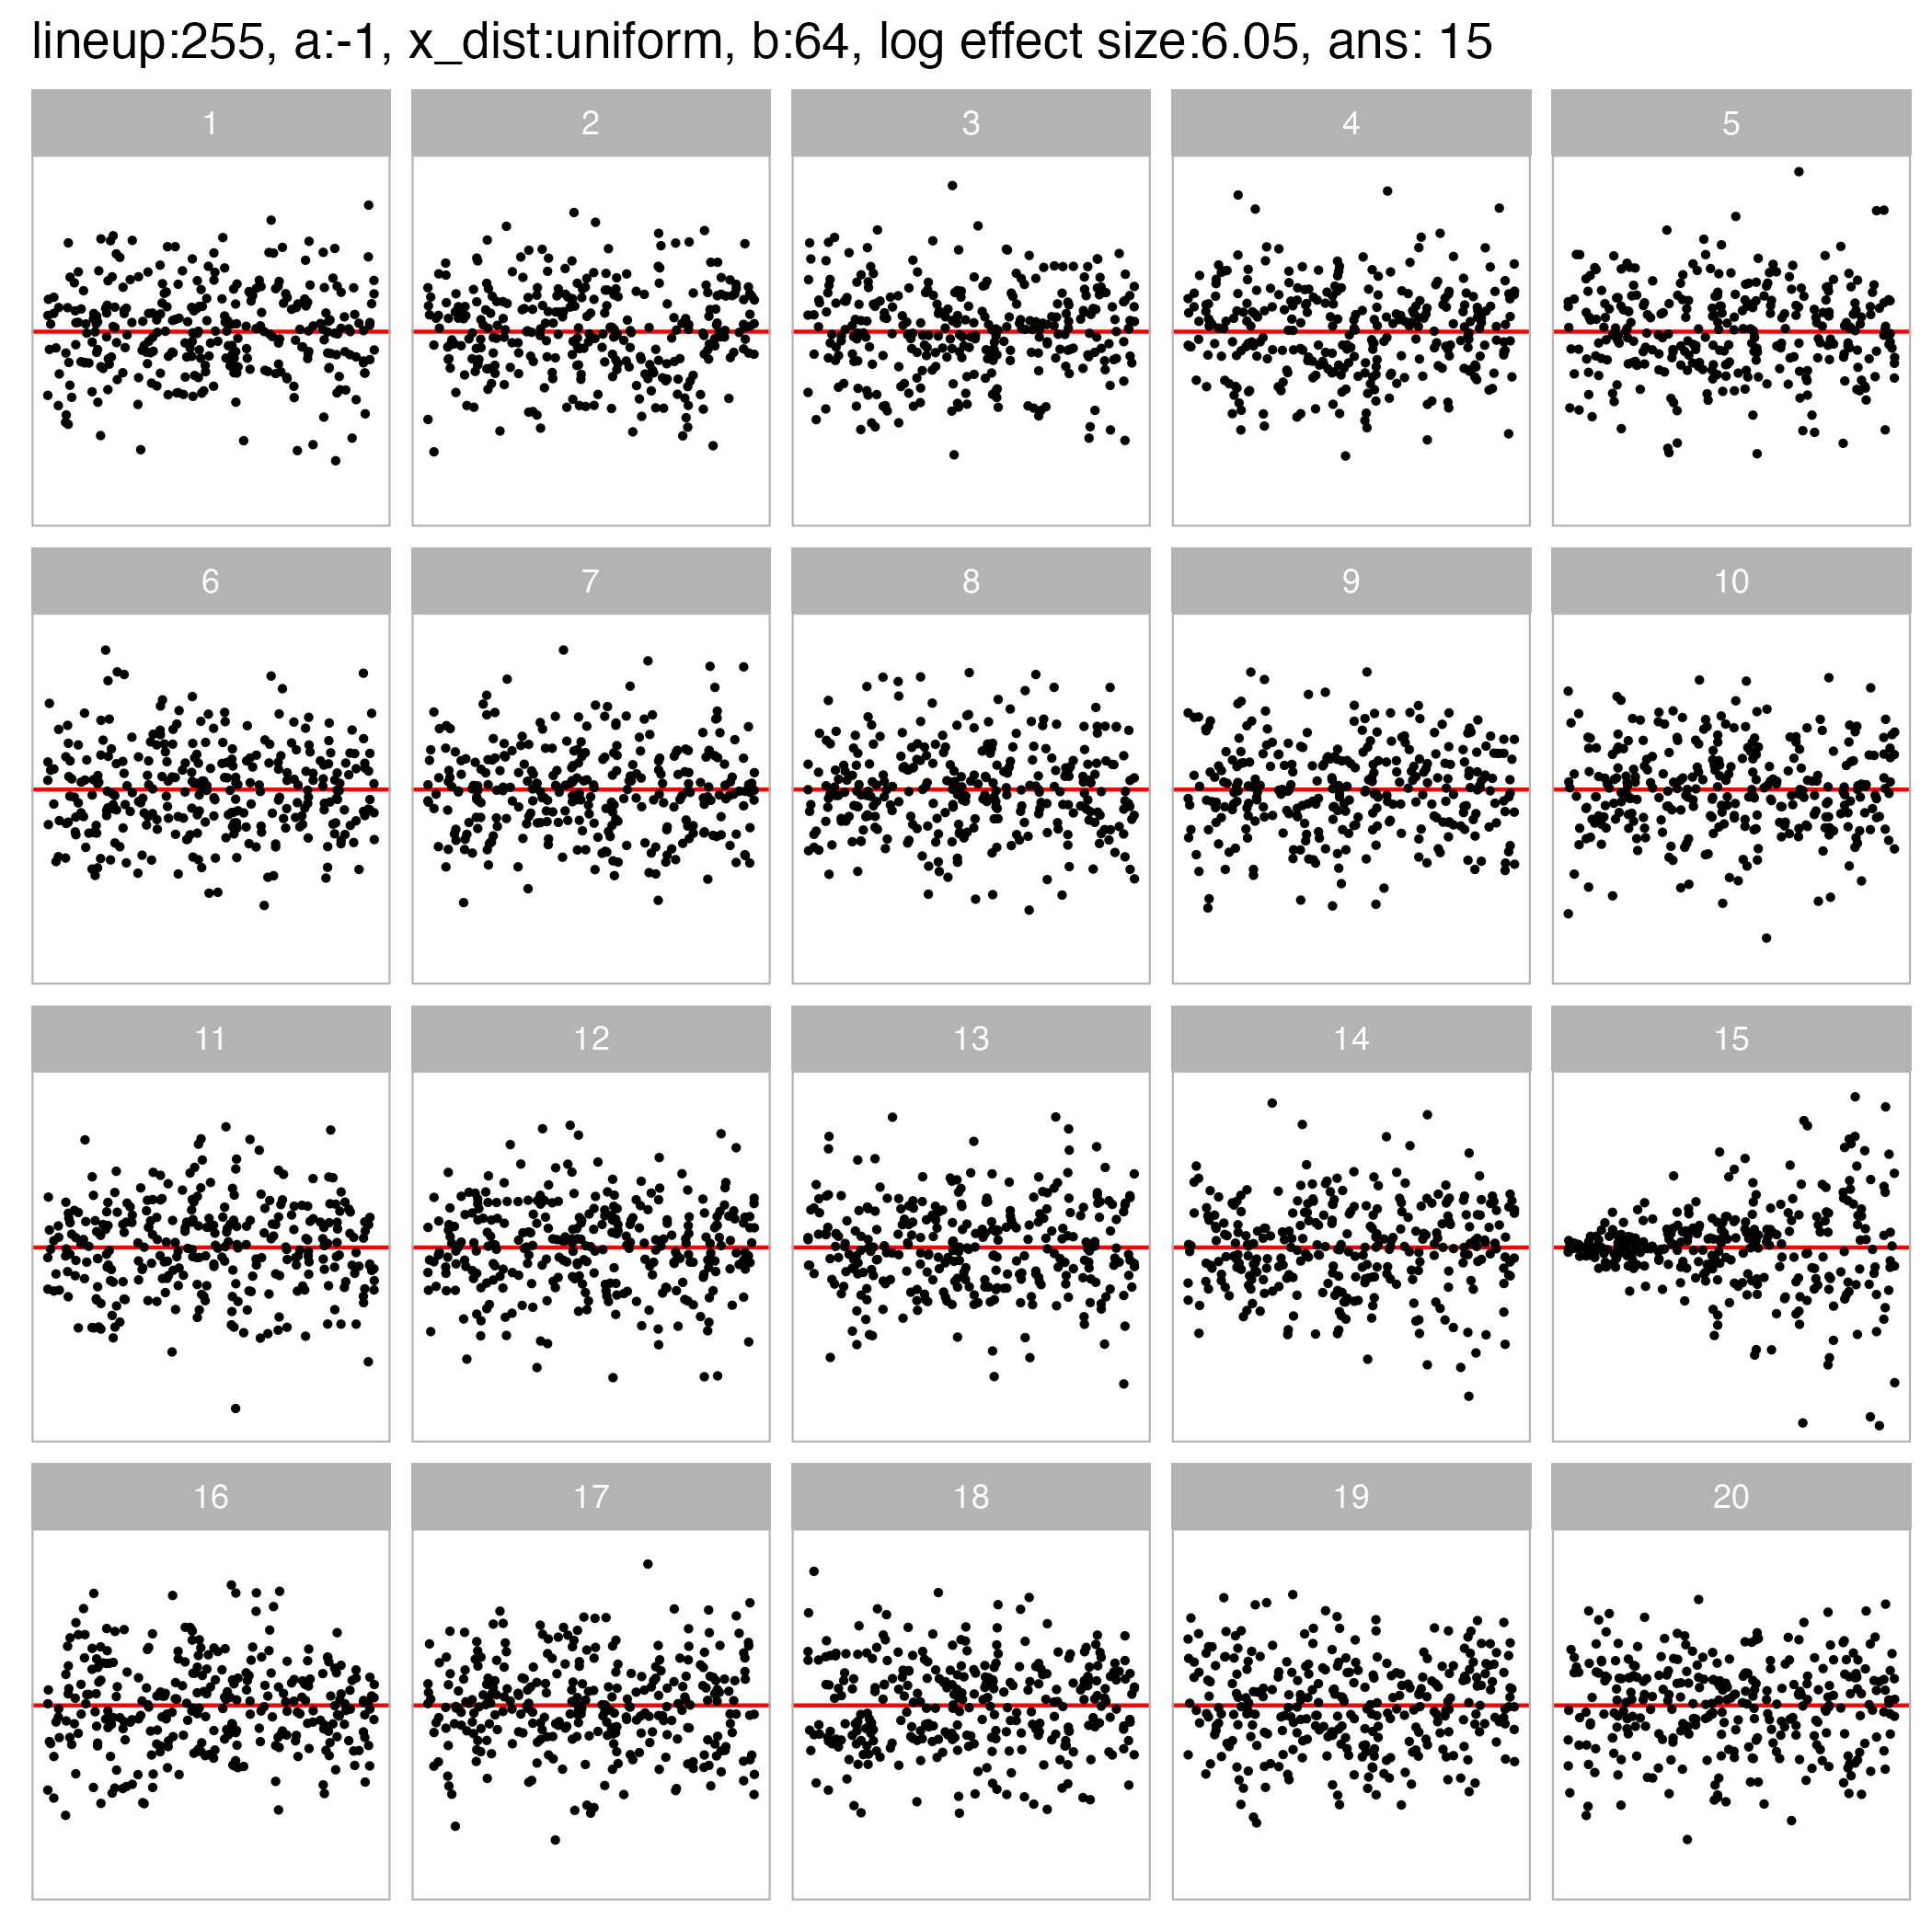 lineup:255, a:-1, x_dist:uniform, b:64, log effect size:6.05, ans: 15
1 2 3 4 5
6 7 8 9 10
11 12 13 14 15
16 17 18 19 20